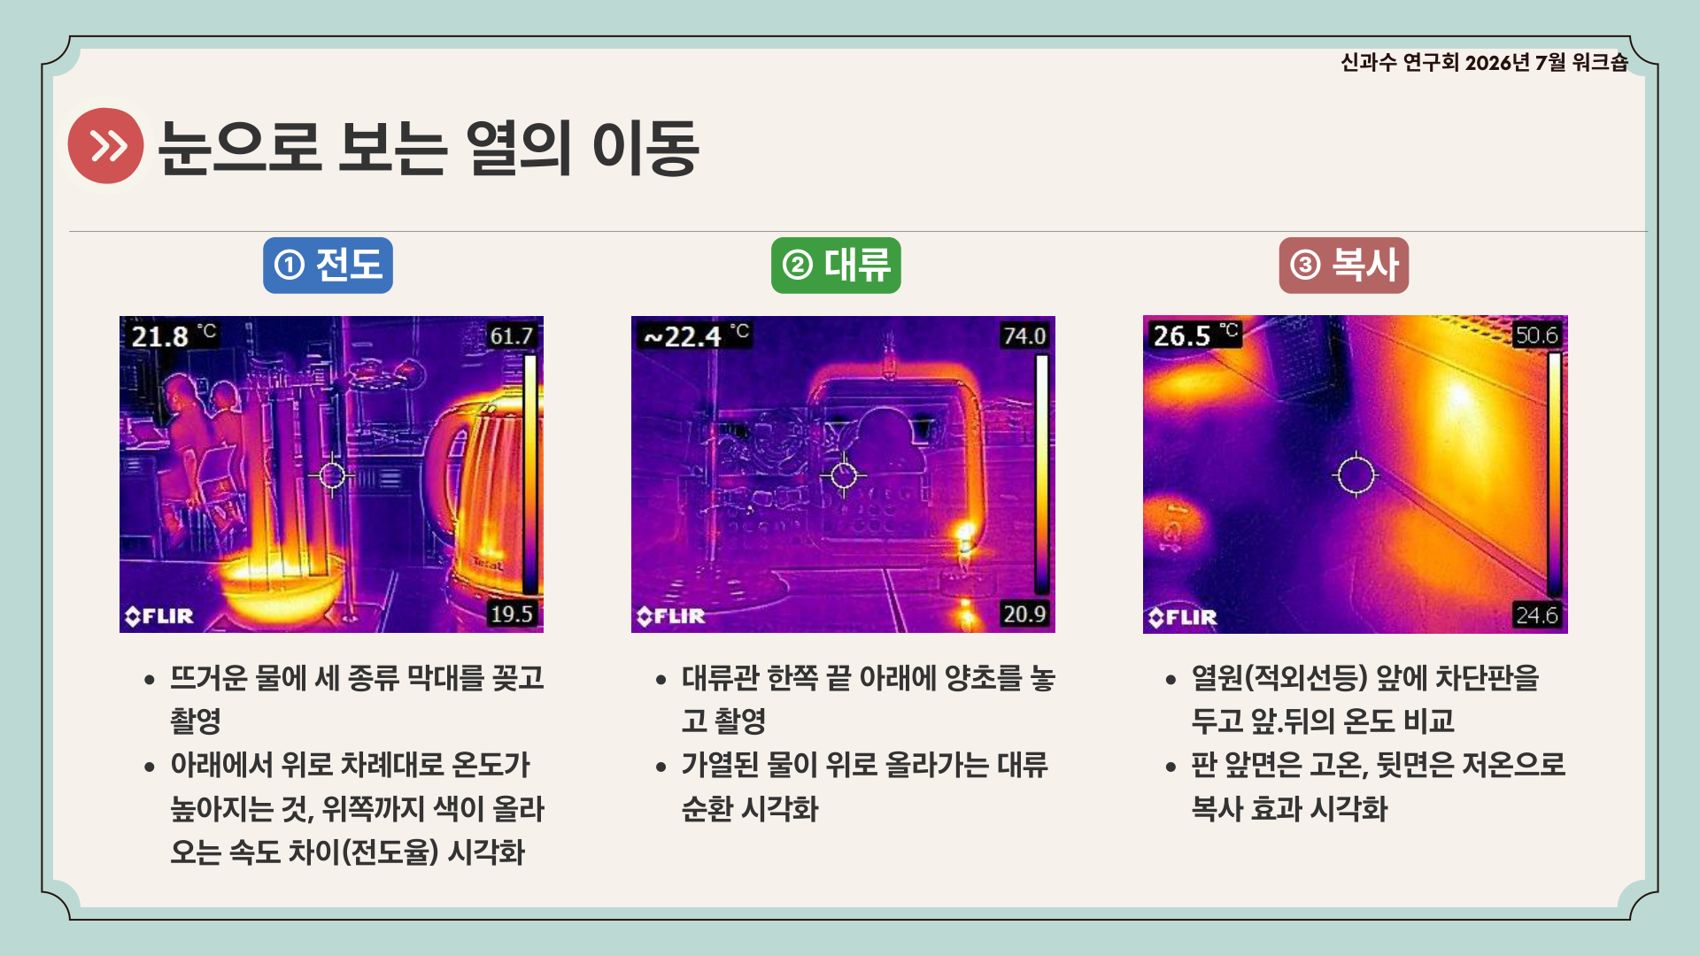 신과수 연구회 2026년 7월 워크숍
눈으로 보는 열의 이동
① 전도
② 대류
③ 복사
21.8 °C
61.7
Tefal
19.5
FLIR
~22.4 °C
74.0
20.9
FLIR
26.5 °C
50.6
24.6
FLIR
• 뜨거운 물에 세 종류 막대를 꽂고
촬영
• 아래에서 위로 차례대로 온도가
높아지는 것, 위쪽까지 색이 올라
오는 속도 차이(전도율) 시각화
• 대류관 한쪽 끝 아래에 양초를 놓
고 촬영
• 가열된 물이 위로 올라가는 대류
순환 시각화
• 열원(적외선등) 앞에 차단판을
두고 앞.뒤의 온도 비교
• 판 앞면은 고온, 뒷면은 저온으로
복사 효과 시각화